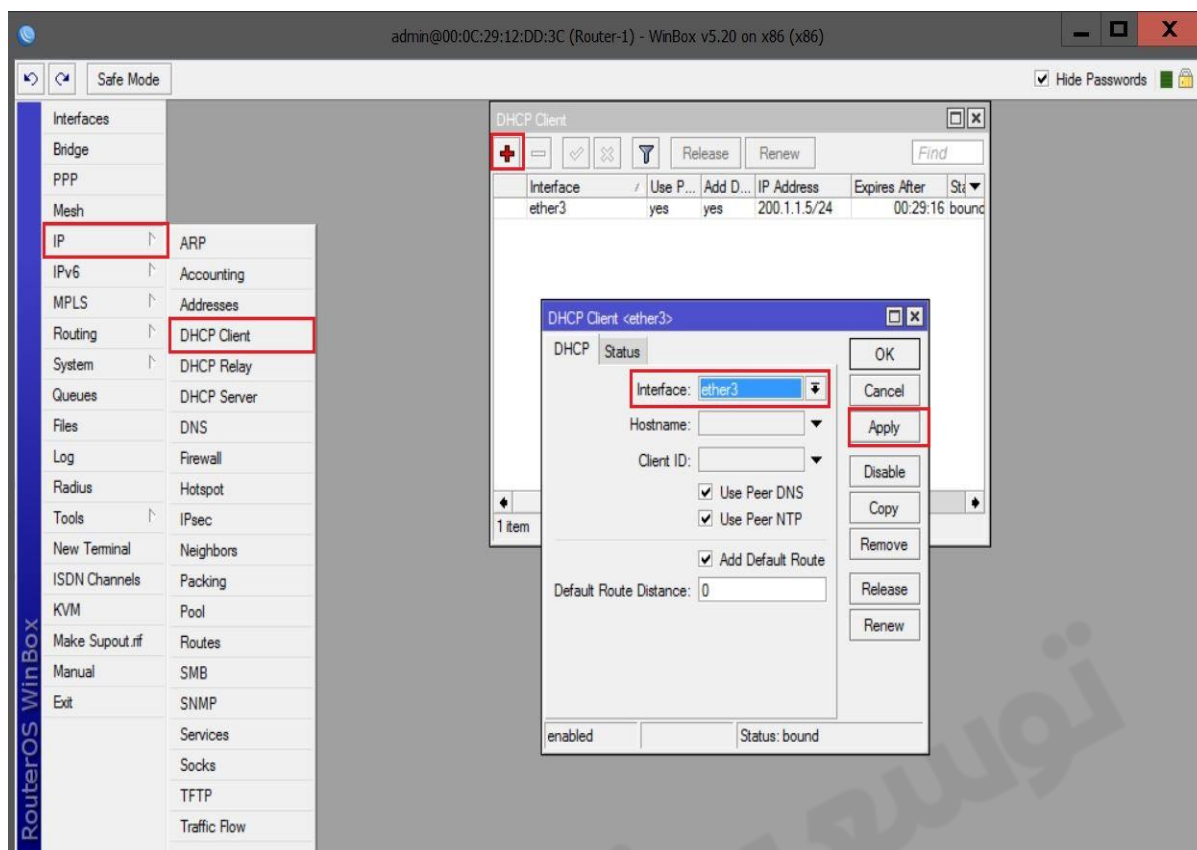 admin@00:0C:29:12:DD:3C (Router-1) - WinBox v5.20 on x86 (x86)
Safe Mode
Hide Passwords
Interfaces
Bridge
PPP
Mesh
IP
IPv6
MPLS
Routing
System
Queues
Files
Log
Radius
Tools
New Terminal
ISDN Channels
KVM
Make Supout.rif
Manual
Exit
RouterOS WinBox
ARP
Accounting
Addresses
DHCP Client
DHCP Relay
DHCP Server
DNS
Firewall
Hotspot
IPsec
Neighbors
Packing
Pool
Routes
SMB
SNMP
Services
Socks
TFTP
Traffic Flow
DHCP Client
Release Renew Find
Interface / Use P... Add D... IP Address Expires After Sta
ether3 yes yes 200.1.1.5/24 00:29:16 bound
1 item
DHCP Client <ether3>
DHCP Status
Interface: ether3
Hostname:
Client ID:
Use Peer DNS
Use Peer NTP
Add Default Route
Default Route Distance: 0
OK
Cancel
Apply
Disable
Copy
Remove
Release
Renew
enabled Status: bound